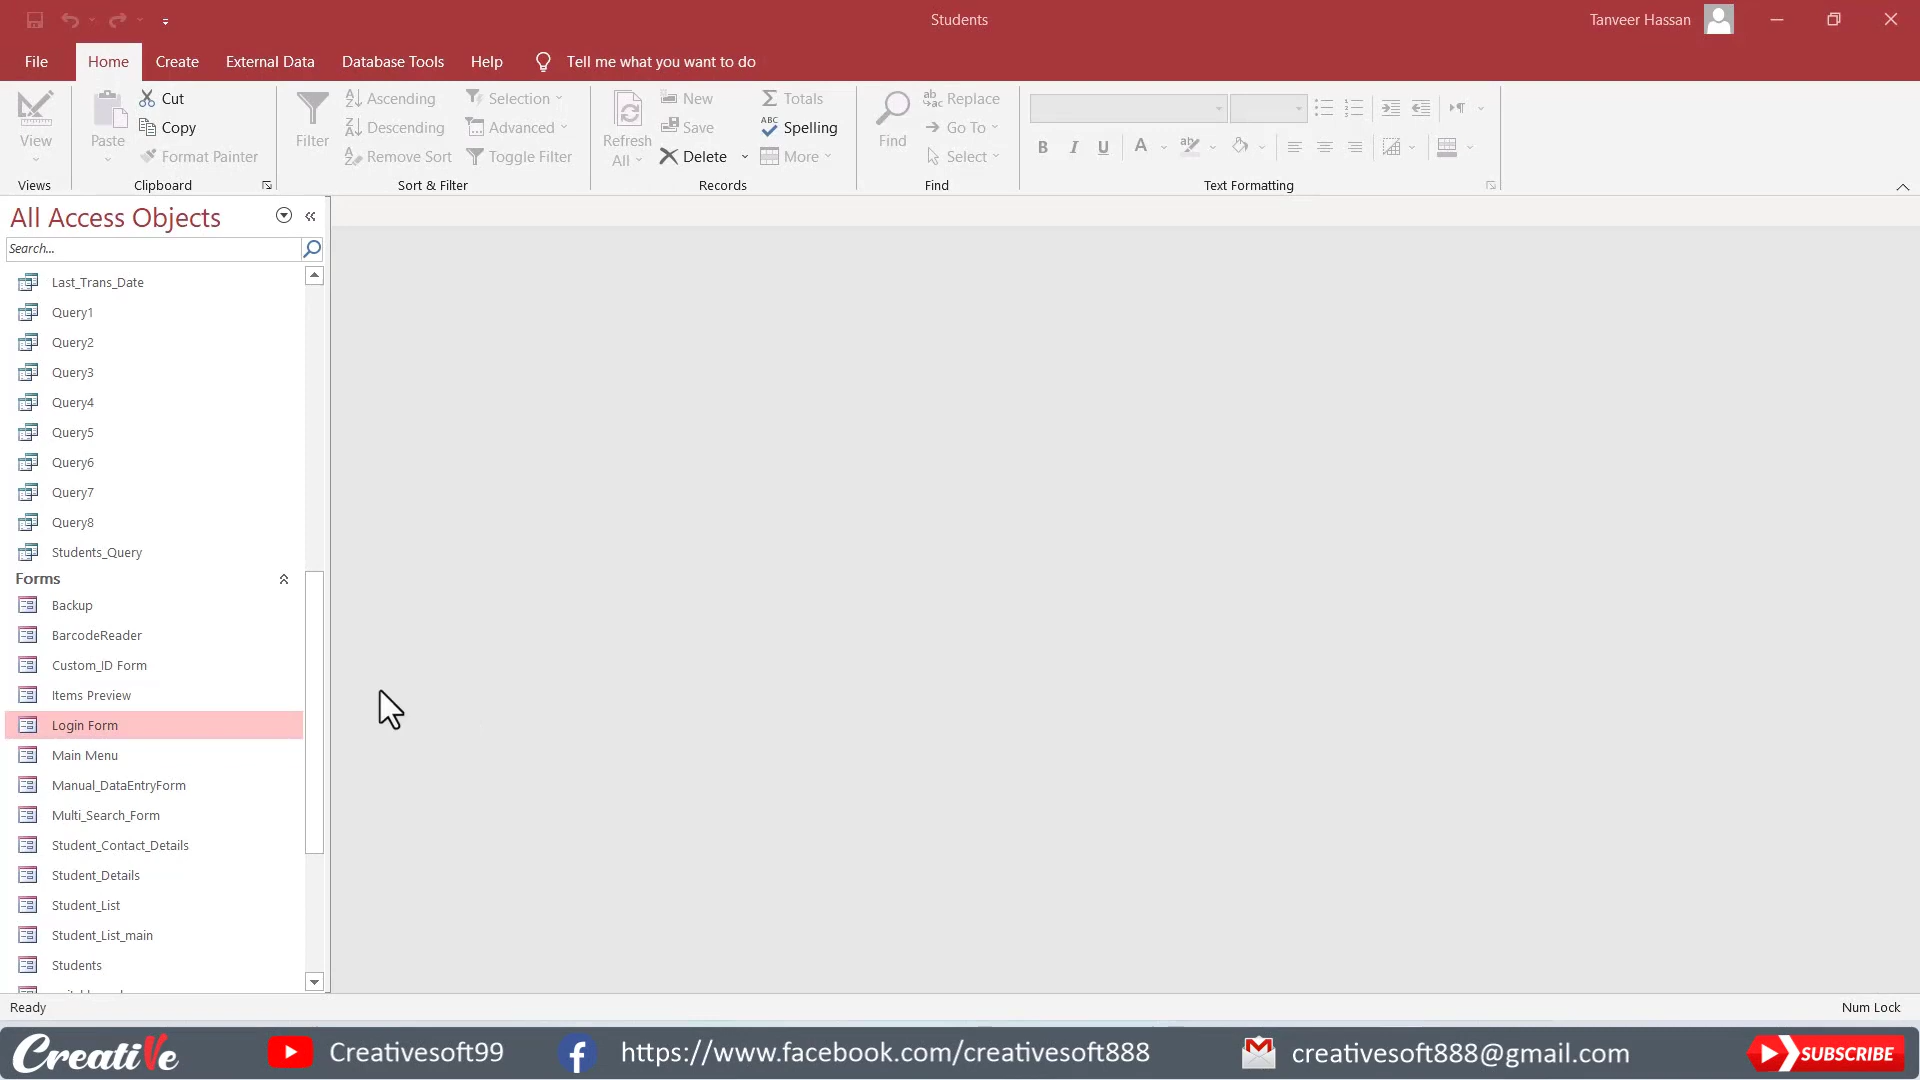 Students
Tanveer Hassan
File Home Create External Data Database Tools Help Tell me what you want to do
View
Views
Paste
Cut
Copy
Format Painter
Clipboard
Filter
Ascending
Descending
Remove Sort
Selection
Advanced
Toggle Filter
Sort & Filter
Refresh
All
New
Save
Delete
Totals
Spelling
More
Records
Find
Replace
Go To
Select
Find
B I U A
Text Formatting
All Access Objects
Search...
Last_Trans_Date
Query1
Query2
Query3
Query4
Query5
Query6
Query7
Query8
Students_Query
Forms
Backup
BarcodeReader
Custom_ID Form
Items Preview
Login Form
Main Menu
Manual_DataEntryForm
Multi_Search_Form
Student_Contact_Details
Student_Details
Student_List
Student_List_main
Students
Ready
Num Lock
CreatiVe
Creativesoft99
https://www.facebook.com/creativesoft888
creativesoft888@gmail.com
SUBSCRIBE